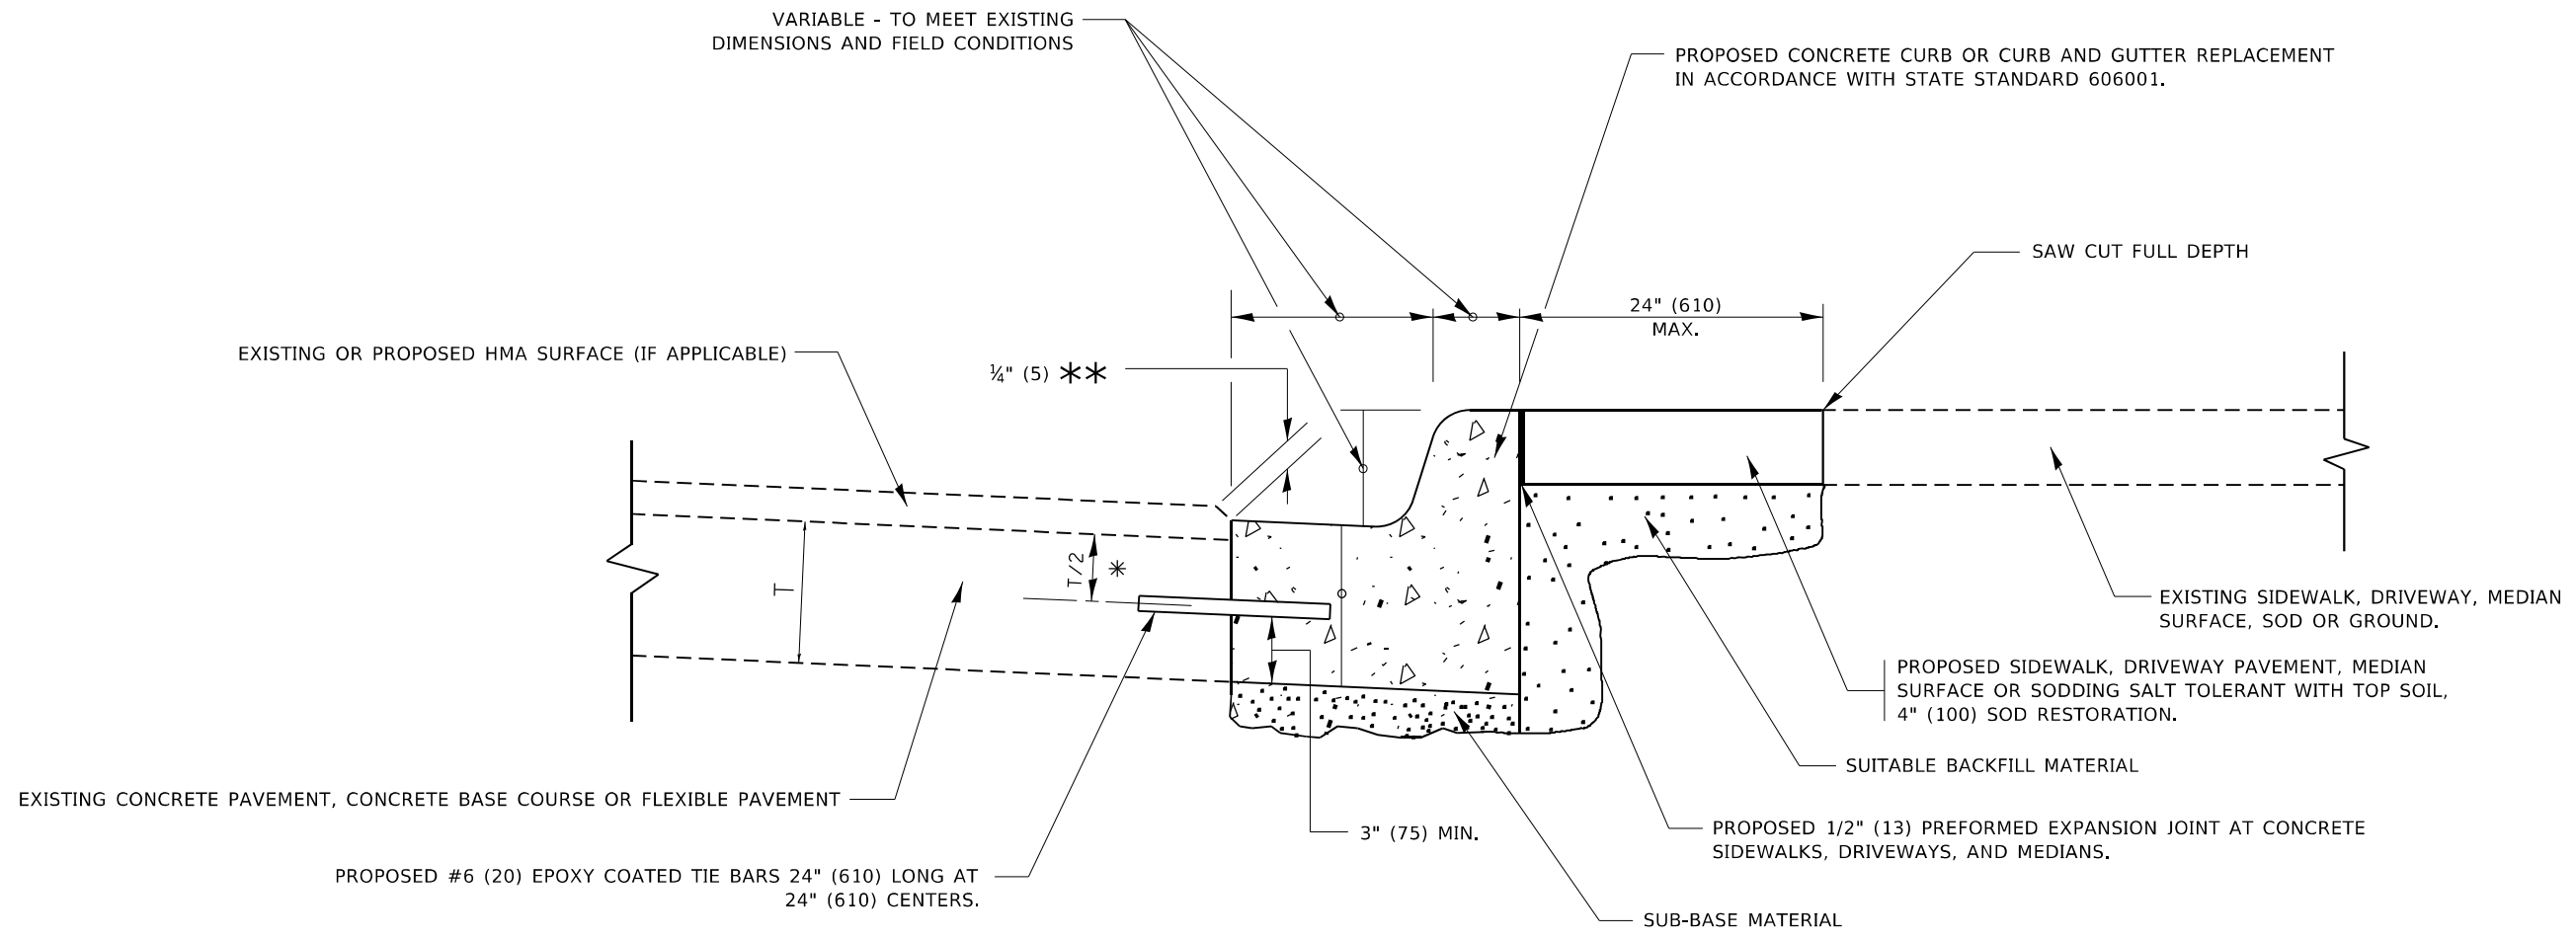 VARIABLE - TO MEET EXISTING
DIMENSIONS AND FIELD CONDITIONS
PROPOSED CONCRETE CURB OR CURB AND GUTTER REPLACEMENT
IN ACCORDANCE WITH STATE STANDARD 606001.
SAW CUT FULL DEPTH
24" (610)
MAX.
EXISTING OR PROPOSED HMA SURFACE (IF APPLICABLE)
¼" (5) **
T/2
*
T
EXISTING SIDEWALK, DRIVEWAY, MEDIAN
SURFACE, SOD OR GROUND.
PROPOSED SIDEWALK, DRIVEWAY PAVEMENT, MEDIAN
SURFACE OR SODDING SALT TOLERANT WITH TOP SOIL,
4" (100) SOD RESTORATION.
SUITABLE BACKFILL MATERIAL
EXISTING CONCRETE PAVEMENT, CONCRETE BASE COURSE OR FLEXIBLE PAVEMENT
3" (75) MIN.
PROPOSED 1/2" (13) PREFORMED EXPANSION JOINT AT CONCRETE
SIDEWALKS, DRIVEWAYS, AND MEDIANS.
PROPOSED #6 (20) EPOXY COATED TIE BARS 24" (610) LONG AT
24" (610) CENTERS.
SUB-BASE MATERIAL